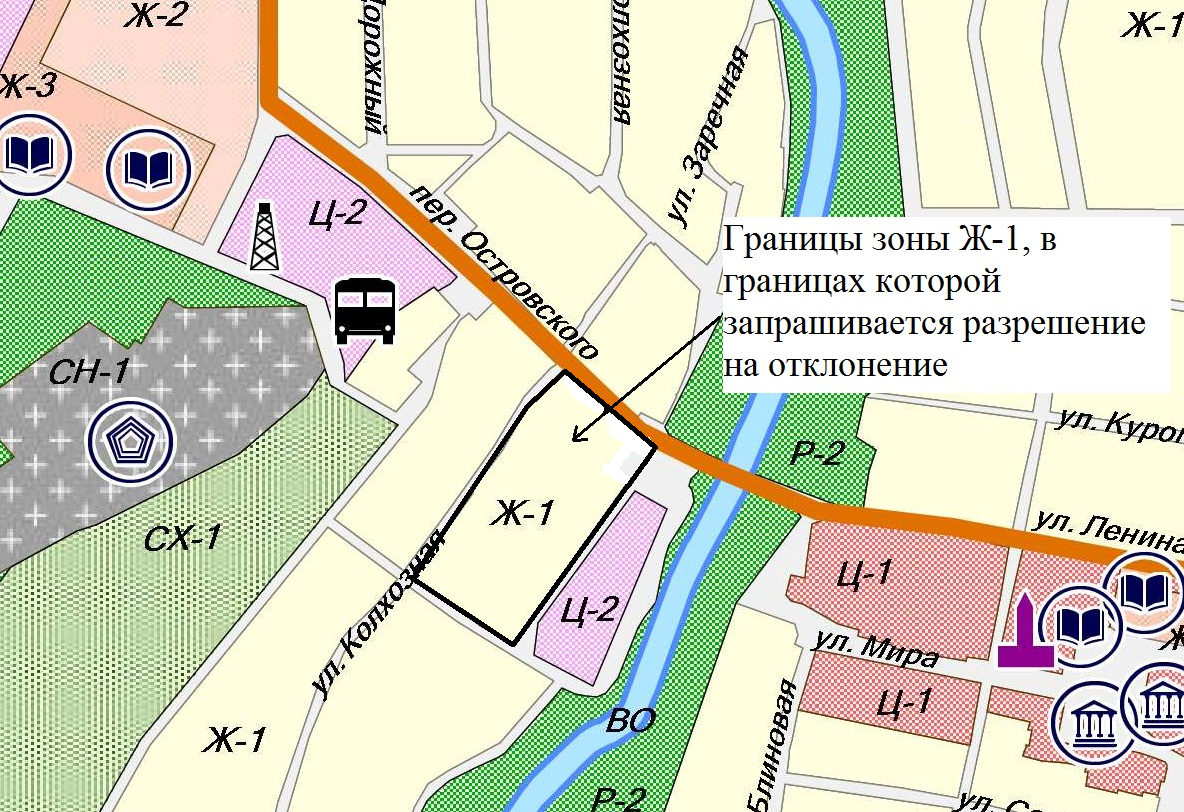 Ж-2
Ж-1
Ж-3
ул. Заречная
Ц-2
пер. Островского
Границы зоны Ж-1, в
границах которой
запрашивается разрешение
на отклонение
СН-1
Р-2
Ж-1
СХ-1
ул. Ленина
Ц-1
ул. Колхозная
Ц-2
ул. Мира
Ц-1
ВО
Ж-1
Блиновая
Р-2